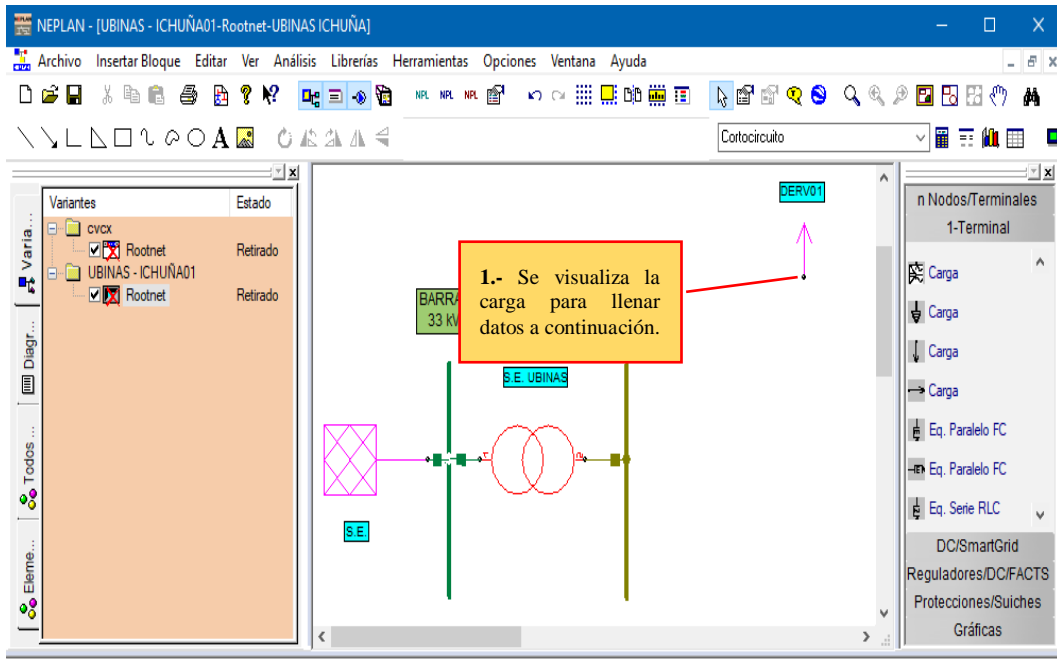 NEPLAN - [UBINAS - ICHUÑA01-Rootnet-UBINAS ICHUÑA]
Archivo Insertar Bloque Editar Ver Análisis Librerías Herramientas Opciones Ventana Ayuda
NPL NPL NPL
Cortocircuito
Varia...
Diagr...
Todos ...
Eleme...
Variantes Estado
cvcx
Rootnet Retirado
UBINAS - ICHUÑA01
Rootnet Retirado
DERV01
1.- Se visualiza la
carga para llenar
datos a continuación.
BARRA
33 kV
S.E. UBINAS
S.E.
n Nodos/Terminales
1-Terminal
Carga
Carga
Carga
Carga
Eq. Paralelo FC
Eq. Paralelo FC
Eq. Serie RLC
DC/SmartGrid
Reguladores/DC/FACTS
Protecciones/Suiches
Gráficas